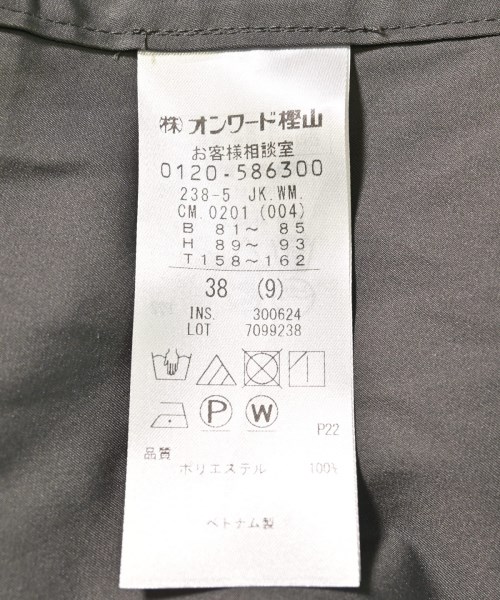 (株)オンワード樫山
お客様相談室
0120-586300
238-5 JK.WM.
CM.0201 (004)
B 81～ 85
H 89～ 93
T158～162
38 (9)
INS. 300624
LOT 7099238
P W
P22
品質
ポリエステル 100%
ベトナム製